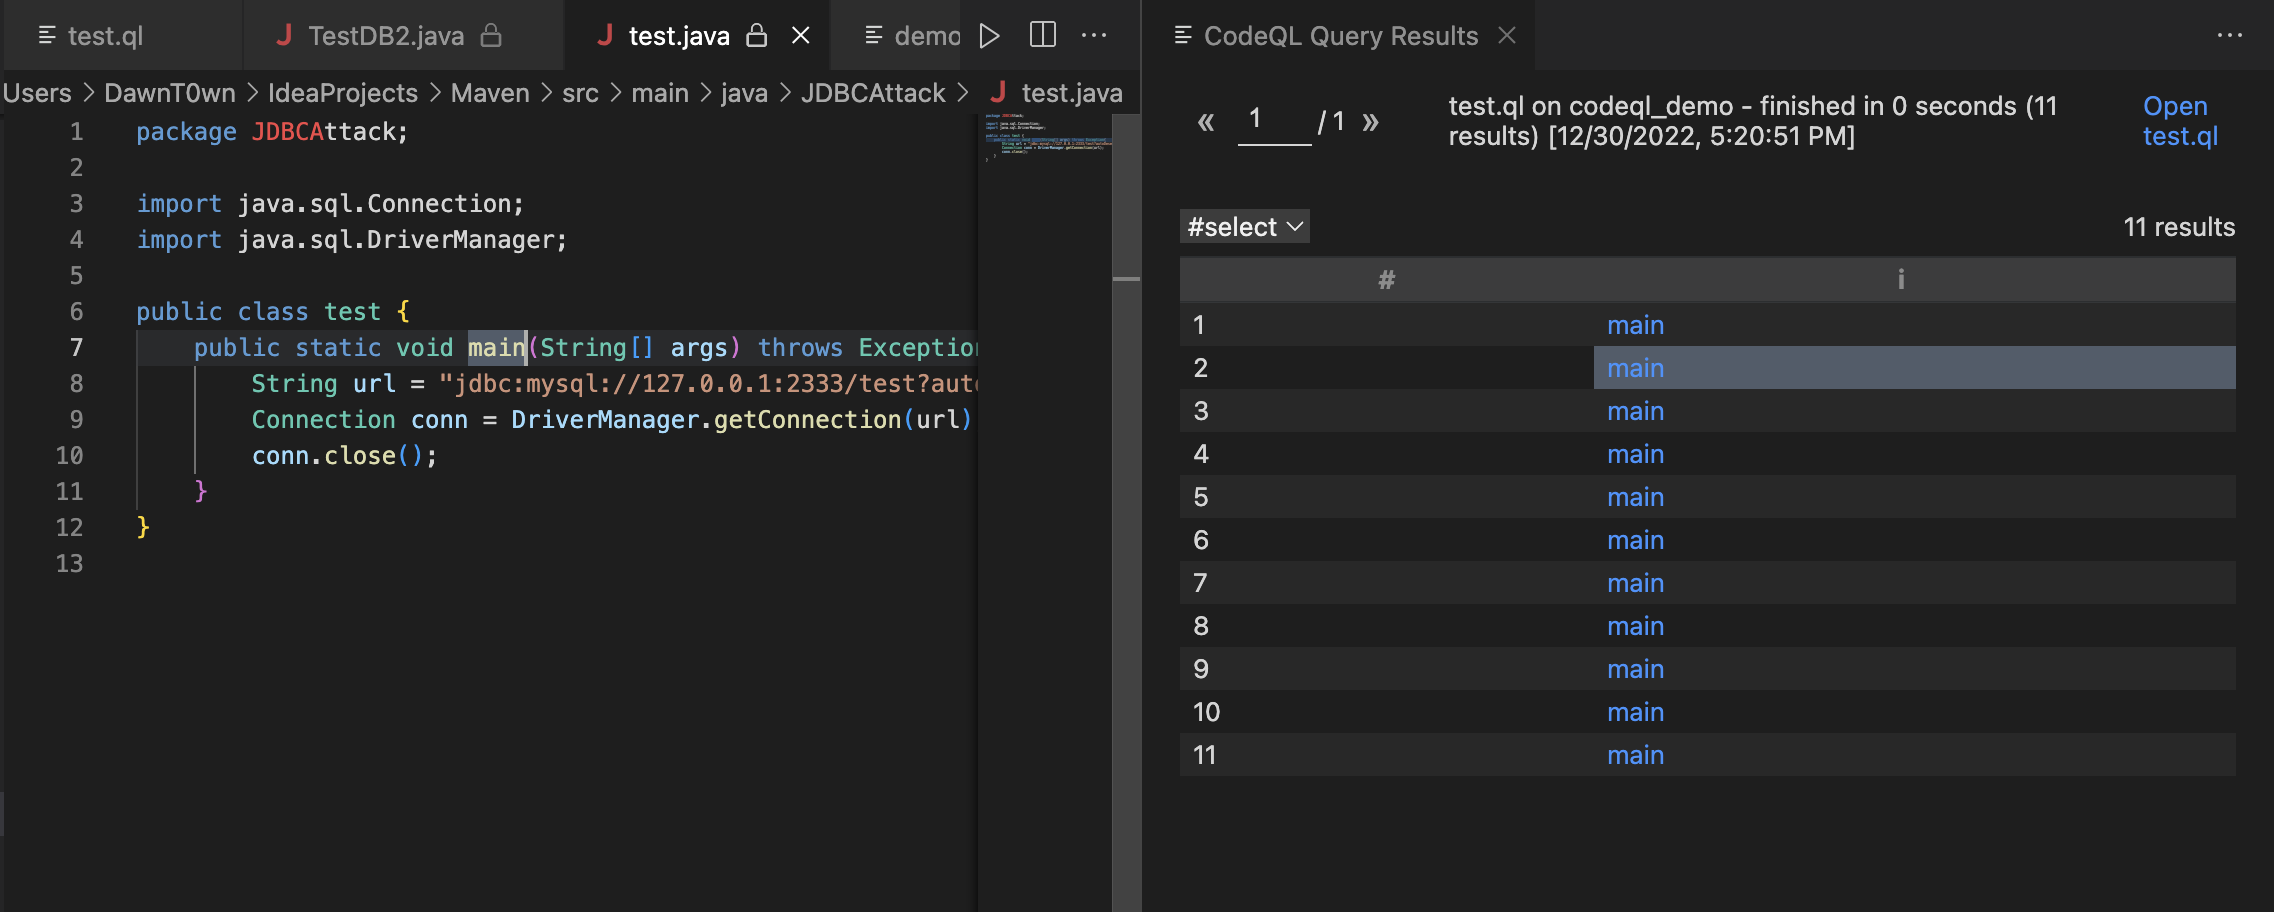 test.ql
TestDB2.java
test.java
demo
CodeQL Query Results
Users > DawnT0wn > IdeaProjects > Maven > src > main > java > JDBCAttack > test.java
1 package JDBCAttack;
2
3 import java.sql.Connection;
4 import java.sql.DriverManager;
5
6 public class test {
7 public static void main(String[] args) throws Exception
8 String url = "jdbc:mysql://127.0.0.1:2333/test?auto
9 Connection conn = DriverManager.getConnection(url)
10 conn.close();
11 }
12 }
13
« 1 / 1 »
test.ql on codeql_demo - finished in 0 seconds (11
results) [12/30/2022, 5:20:51 PM]
Open
test.ql
#select
11 results
# i
1 main
2 main
3 main
4 main
5 main
6 main
7 main
8 main
9 main
10 main
11 main